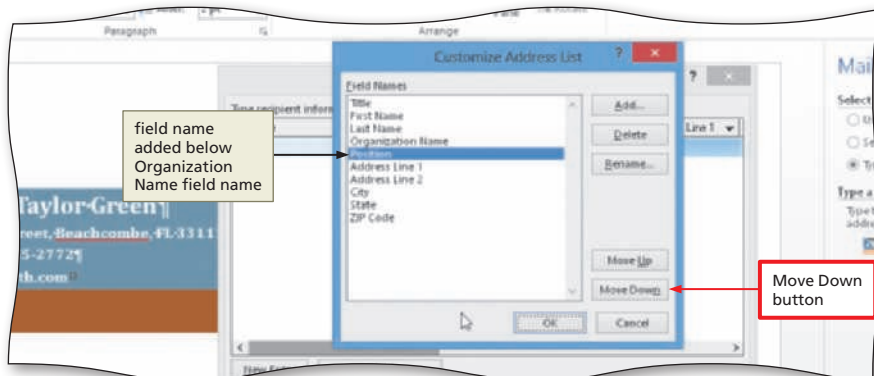 Paragraph
Arrange
Customize Address List
?
Field Names
Title
First Name
Last Name
Organization Name
Position
Address Line 1
Address Line 2
City
State
ZIP Code
Add...
Delete
Rename...
Move Up
Move Down
OK
Cancel
field name
added below
Organization
Name field name
Move Down
button
?
Type recipient inform
Line 1
Taylor-Green¶
reet, Beachcombe, FL 3311
5-2772¶
th.com
New Entry
Mai
Select
Type a
Type t
addre